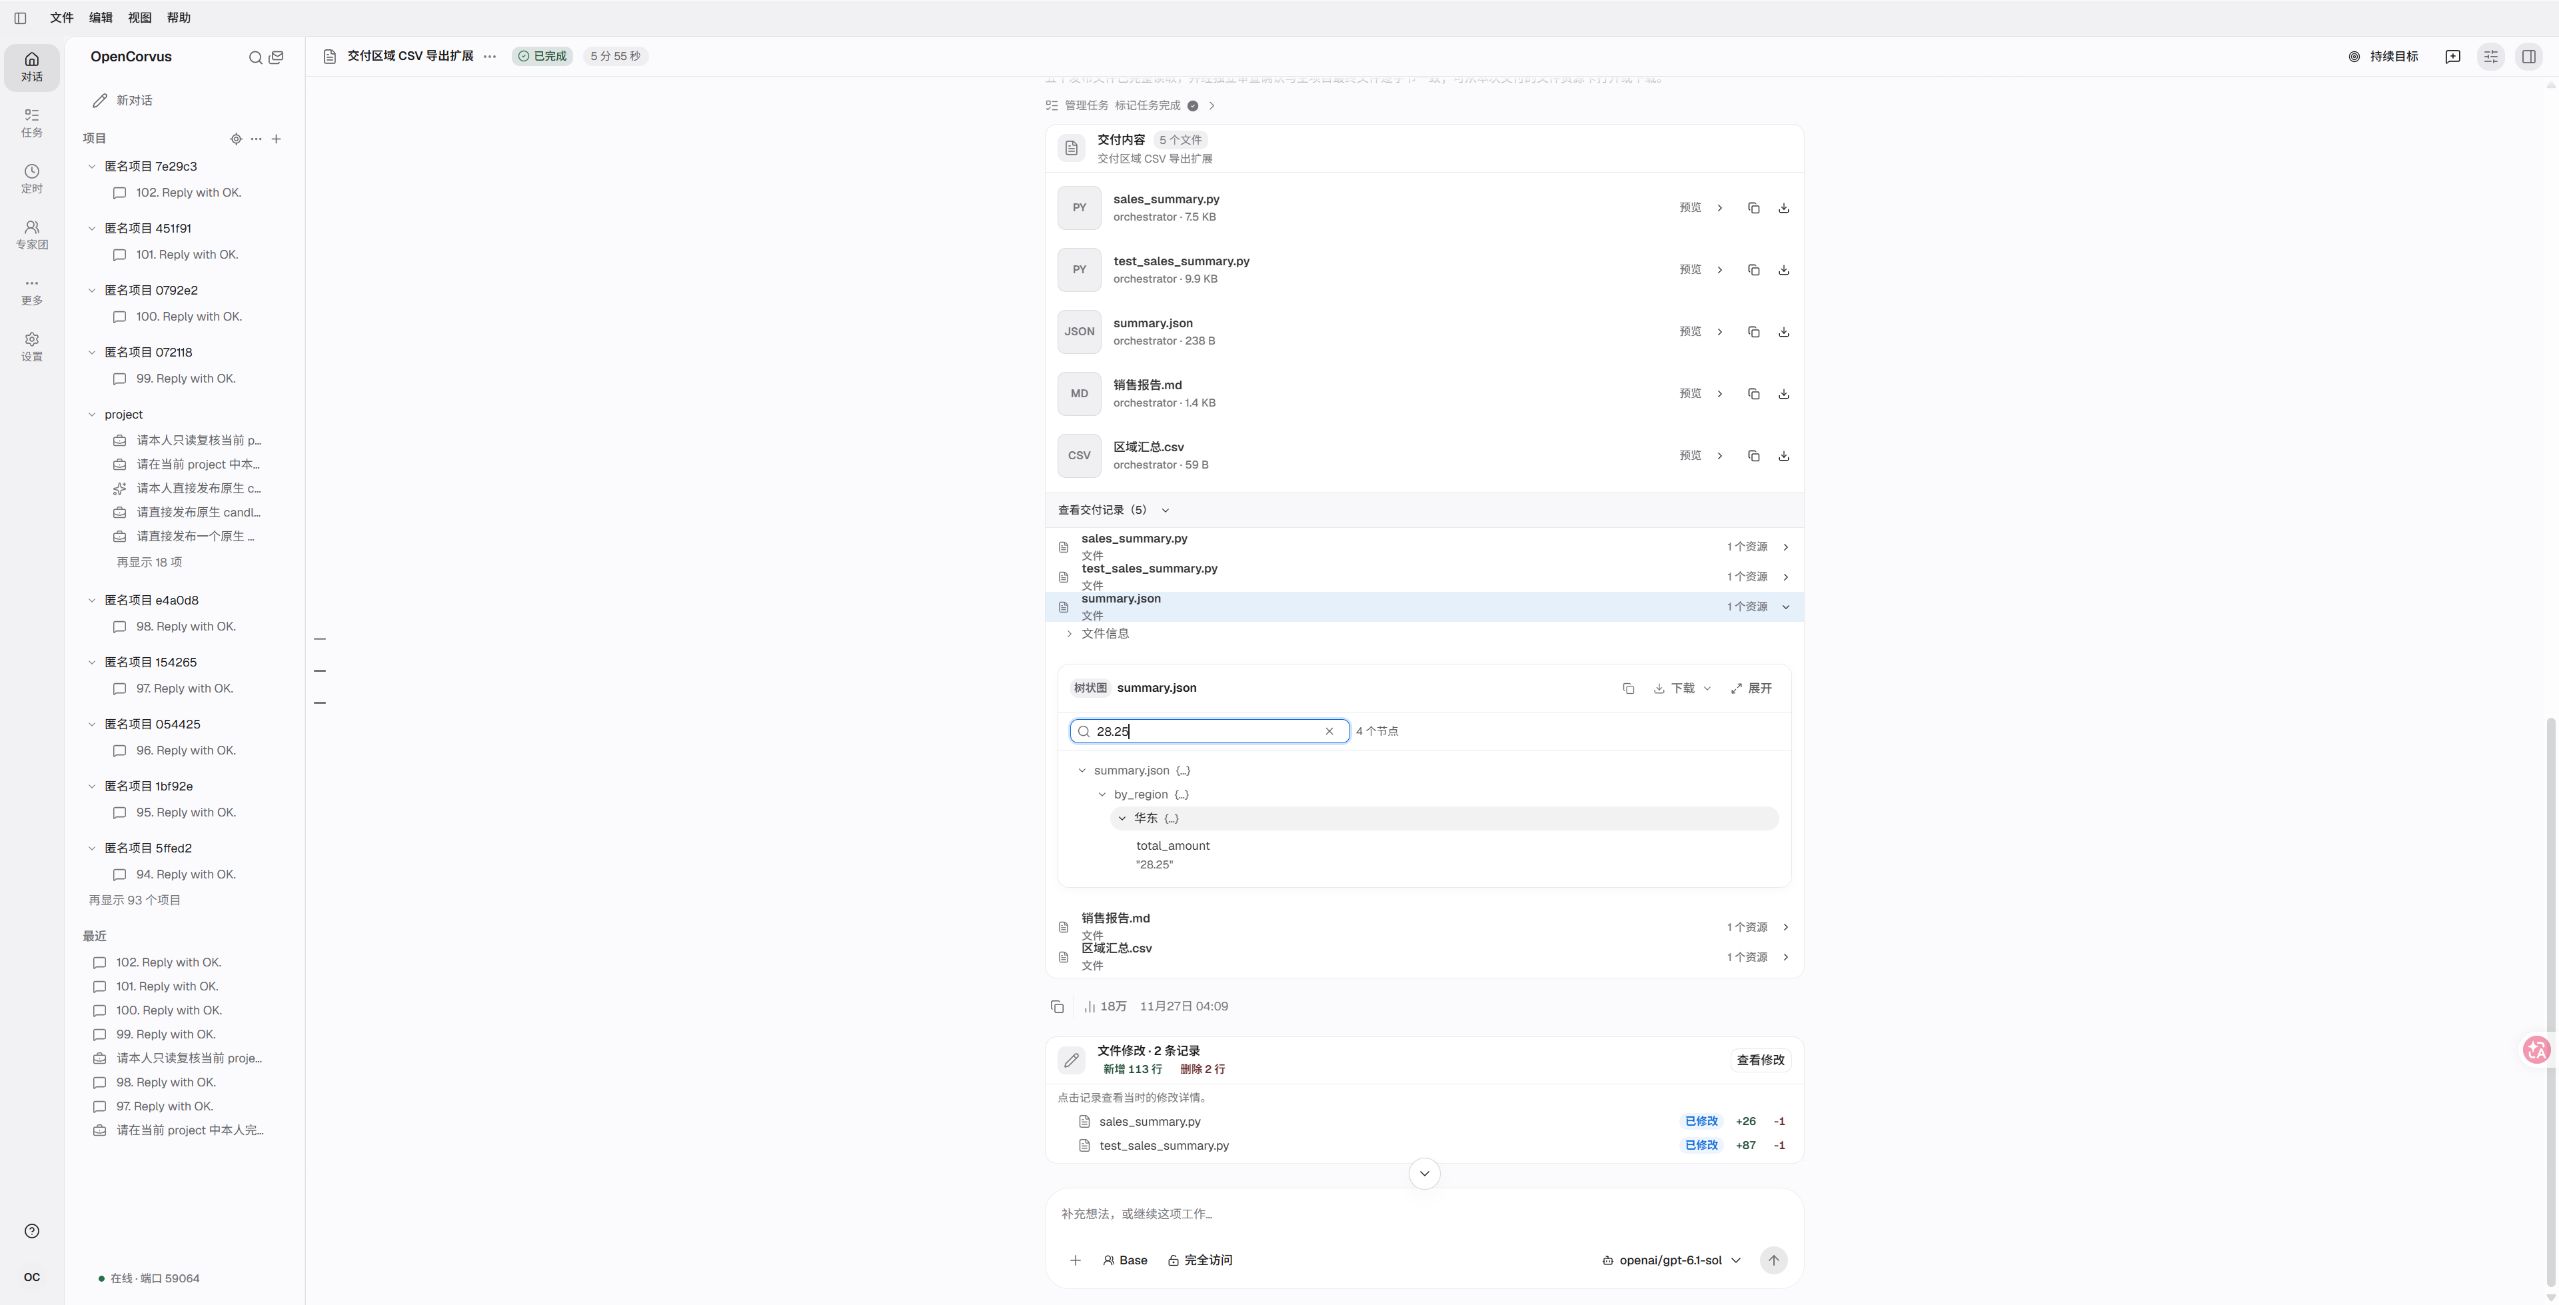 文件 编辑 视图 帮助
OpenCorvus
交付区域 CSV 导出扩展
已完成
5 分 55 秒
持续目标
对话
任务
定时
专家团
更多
设置
OC
新对话
项目
匿名项目 7e29c3
102. Reply with OK.
匿名项目 451f91
101. Reply with OK.
匿名项目 0792e2
100. Reply with OK.
匿名项目 072118
99. Reply with OK.
project
请本人只读复核当前 p...
请在当前 project 中本...
请本人直接发布原生 c...
请直接发布原生 candl...
请直接发布一个原生 ...
再显示 18 项
匿名项目 e4a0d8
98. Reply with OK.
匿名项目 154265
97. Reply with OK.
匿名项目 054425
96. Reply with OK.
匿名项目 1bf92e
95. Reply with OK.
匿名项目 5ffed2
94. Reply with OK.
再显示 93 个项目
最近
102. Reply with OK.
101. Reply with OK.
100. Reply with OK.
99. Reply with OK.
请本人只读复核当前 proje...
98. Reply with OK.
97. Reply with OK.
请在当前 project 中本人完...
在线 · 端口 59064
管理任务 标记任务完成
交付内容 5 个文件
交付区域 CSV 导出扩展
PY
sales_summary.py
orchestrator · 7.5 KB
预览
PY
test_sales_summary.py
orchestrator · 9.9 KB
预览
JSON
summary.json
orchestrator · 238 B
预览
MD
销售报告.md
orchestrator · 1.4 KB
预览
CSV
区域汇总.csv
orchestrator · 59 B
预览
查看交付记录（5）
sales_summary.py
文件
1 个资源
test_sales_summary.py
文件
1 个资源
summary.json
文件
1 个资源
文件信息
树状图 summary.json
下载
展开
28.25
4 个节点
summary.json {...}
by_region {...}
华东 {...}
total_amount
"28.25"
销售报告.md
文件
1 个资源
区域汇总.csv
文件
1 个资源
18万 11月27日 04:09
文件修改 · 2 条记录
新增 113 行 删除 2 行
查看修改
点击记录查看当时的修改详情。
sales_summary.py
已修改 +26 -1
test_sales_summary.py
已修改 +87 -1
补充想法，或继续这项工作...
Base
完全访问
openai/gpt-6.1-sol